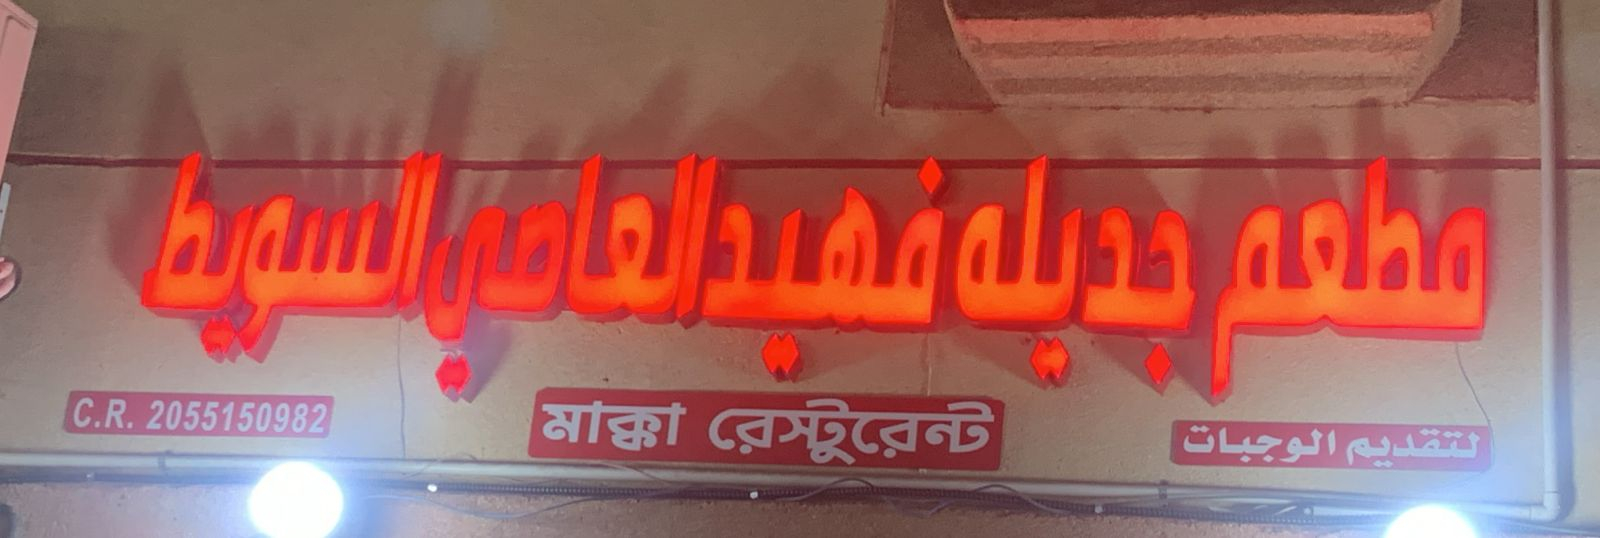 مطعم جديله فهيد العاصي السويط
C.R. 2055150982
মাক্কা রেস্টুরেন্ট
لتقديم الوجبات